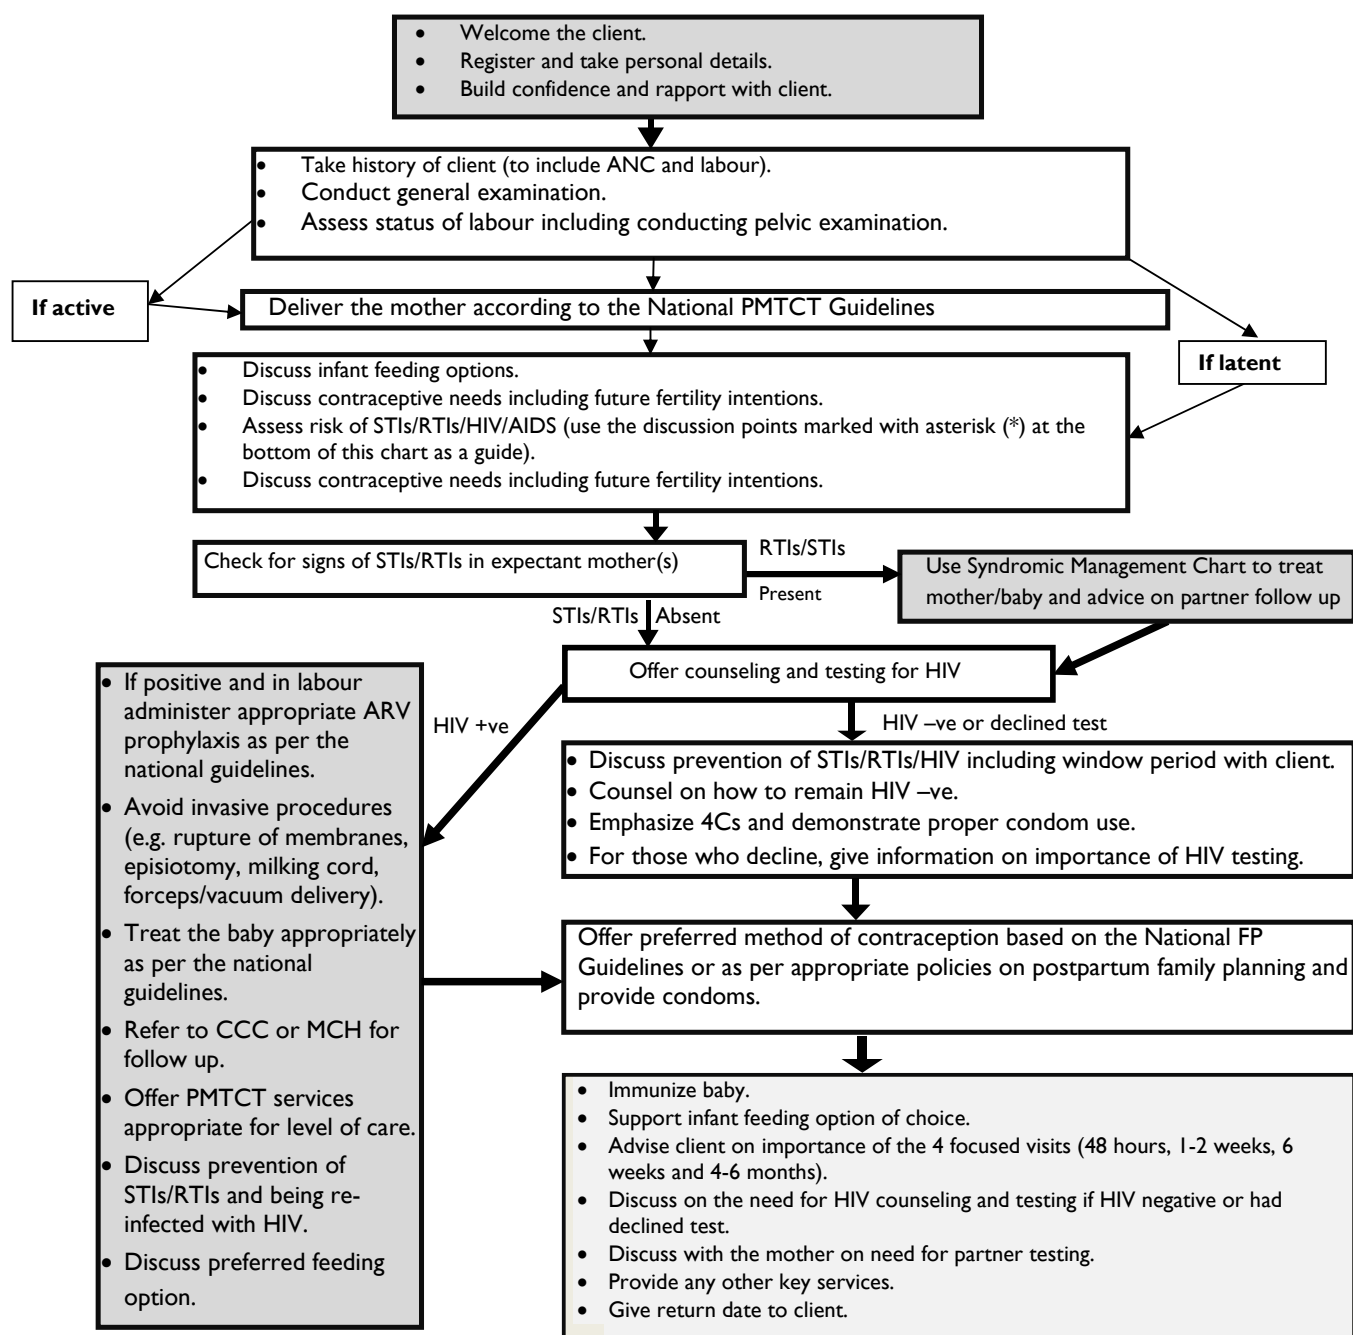 • Welcome the client.
• Register and take personal details.
• Build confidence and rapport with client.
• Take history of client (to include ANC and labour).
• Conduct general examination.
• Assess status of labour including conducting pelvic examination.
If active
Deliver the mother according to the National PMTCT Guidelines
If latent
• Discuss infant feeding options.
• Discuss contraceptive needs including future fertility intentions.
• Assess risk of STIs/RTIs/HIV/AIDS (use the discussion points marked with asterisk (*) at the
bottom of this chart as a guide).
• Discuss contraceptive needs including future fertility intentions.
Check for signs of STIs/RTIs in expectant mother(s)
RTIs/STIs
Present
Use Syndromic Management Chart to treat
mother/baby and advice on partner follow up
STIs/RTIs Absent
Offer counseling and testing for HIV
HIV +ve
HIV –ve or declined test
• If positive and in labour
administer appropriate ARV
prophylaxis as per the
national guidelines.
• Avoid invasive procedures
(e.g. rupture of membranes,
episiotomy, milking cord,
forceps/vacuum delivery).
• Treat the baby appropriately
as per the national
guidelines.
• Refer to CCC or MCH for
follow up.
• Offer PMTCT services
appropriate for level of care.
• Discuss prevention of
STIs/RTIs and being re-
infected with HIV.
• Discuss preferred feeding
option.
• Discuss prevention of STIs/RTIs/HIV including window period with client.
• Counsel on how to remain HIV –ve.
• Emphasize 4Cs and demonstrate proper condom use.
• For those who decline, give information on importance of HIV testing.
Offer preferred method of contraception based on the National FP
Guidelines or as per appropriate policies on postpartum family planning and
provide condoms.
• Immunize baby.
• Support infant feeding option of choice.
• Advise client on importance of the 4 focused visits (48 hours, 1-2 weeks, 6
weeks and 4-6 months).
• Discuss on the need for HIV counseling and testing if HIV negative or had
declined test.
• Discuss with the mother on need for partner testing.
• Provide any other key services.
• Give return date to client.